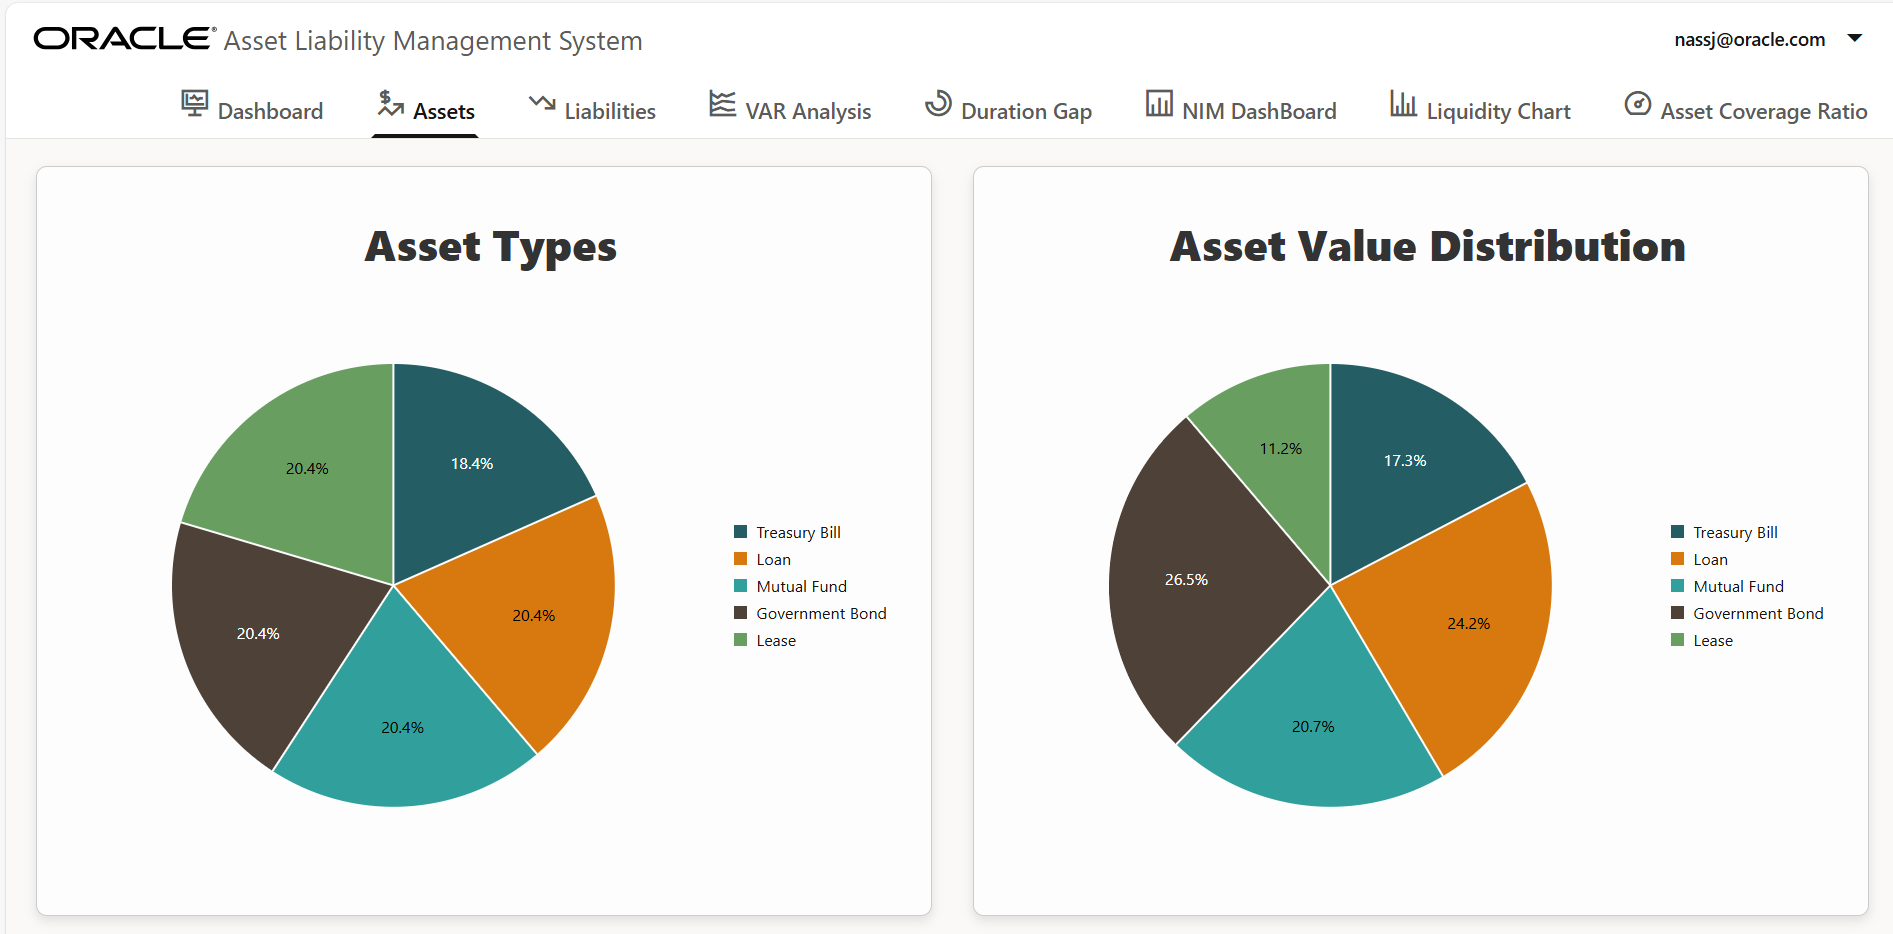 ORACLE® Asset Liability Management System
nassj@oracle.com
Dashboard
Assets
Liabilities
VAR Analysis
Duration Gap
NIM DashBoard
Liquidity Chart
Asset Coverage Ratio
Asset Types
20.4%
18.4%
20.4%
20.4%
20.4%
Treasury Bill
Loan
Mutual Fund
Government Bond
Lease
Asset Value Distribution
11.2%
17.3%
26.5%
24.2%
20.7%
Treasury Bill
Loan
Mutual Fund
Government Bond
Lease